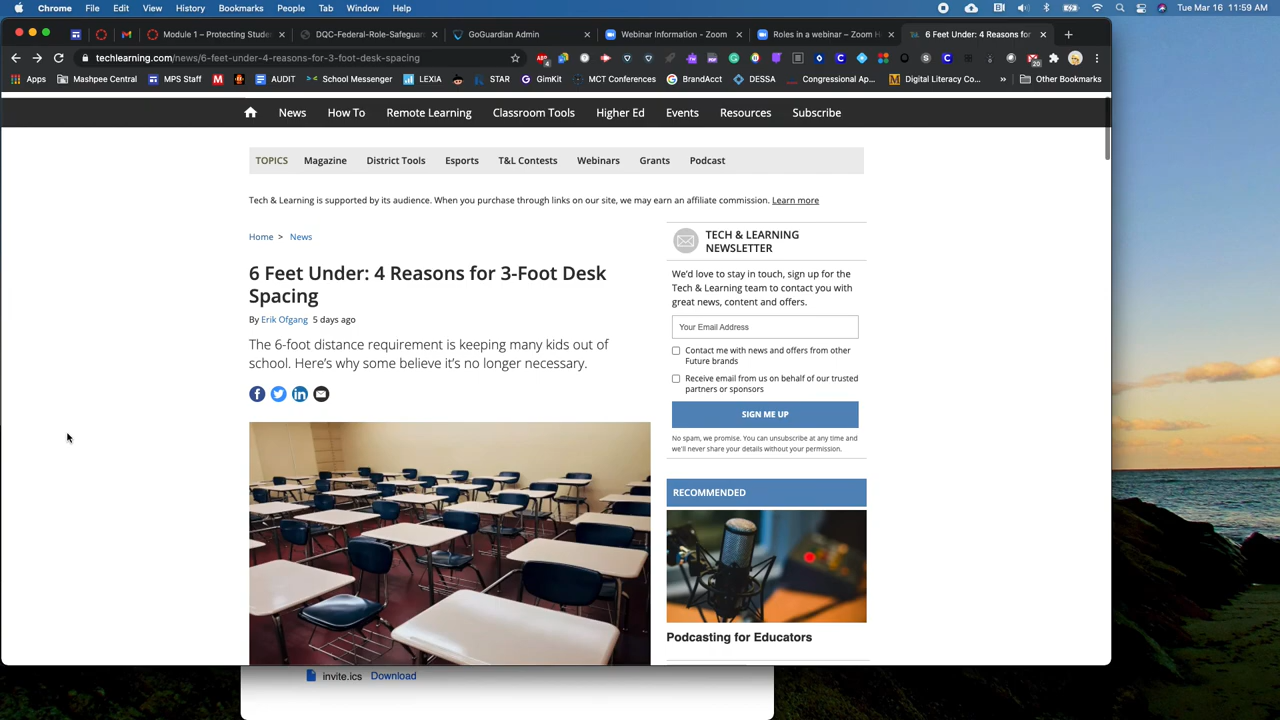 Chrome File Edit View History Bookmarks People Tab Window Help Tue Mar 16 11:59 AM
Module 1 – Protecting Stude DQC-Federal-Role-Safeguar GoGuardian Admin Webinar Information - Zoom Roles in a webinar – Zoom H 6 Feet Under: 4 Reasons for
techlearning.com/news/6-feet-under-4-reasons-for-3-foot-desk-spacing
Apps Mashpee Central MPS Staff AUDIT School Messenger LEXIA STAR GimKit MCT Conferences BrandAcct DESSA Congressional Ap... Digital Literacy Co... Other Bookmarks
News How To Remote Learning Classroom Tools Higher Ed Events Resources Subscribe
TOPICS Magazine District Tools Esports T&L Contests Webinars Grants Podcast
Tech & Learning is supported by its audience. When you purchase through links on our site, we may earn an affiliate commission. Learn more
Home > News
6 Feet Under: 4 Reasons for 3-Foot Desk
Spacing
By Erik Ofgang 5 days ago
The 6-foot distance requirement is keeping many kids out of
school. Here's why some believe it's no longer necessary.
TECH & LEARNING
NEWSLETTER
We'd love to stay in touch, sign up for the
Tech & Learning team to contact you with
great news, content and offers.
Your Email Address
Contact me with news and offers from other
Future brands
Receive email from us on behalf of our trusted
partners or sponsors
SIGN ME UP
No spam, we promise. You can unsubscribe at any time and
we'll never share your details without your permission.
RECOMMENDED
Podcasting for Educators
invite.ics Download